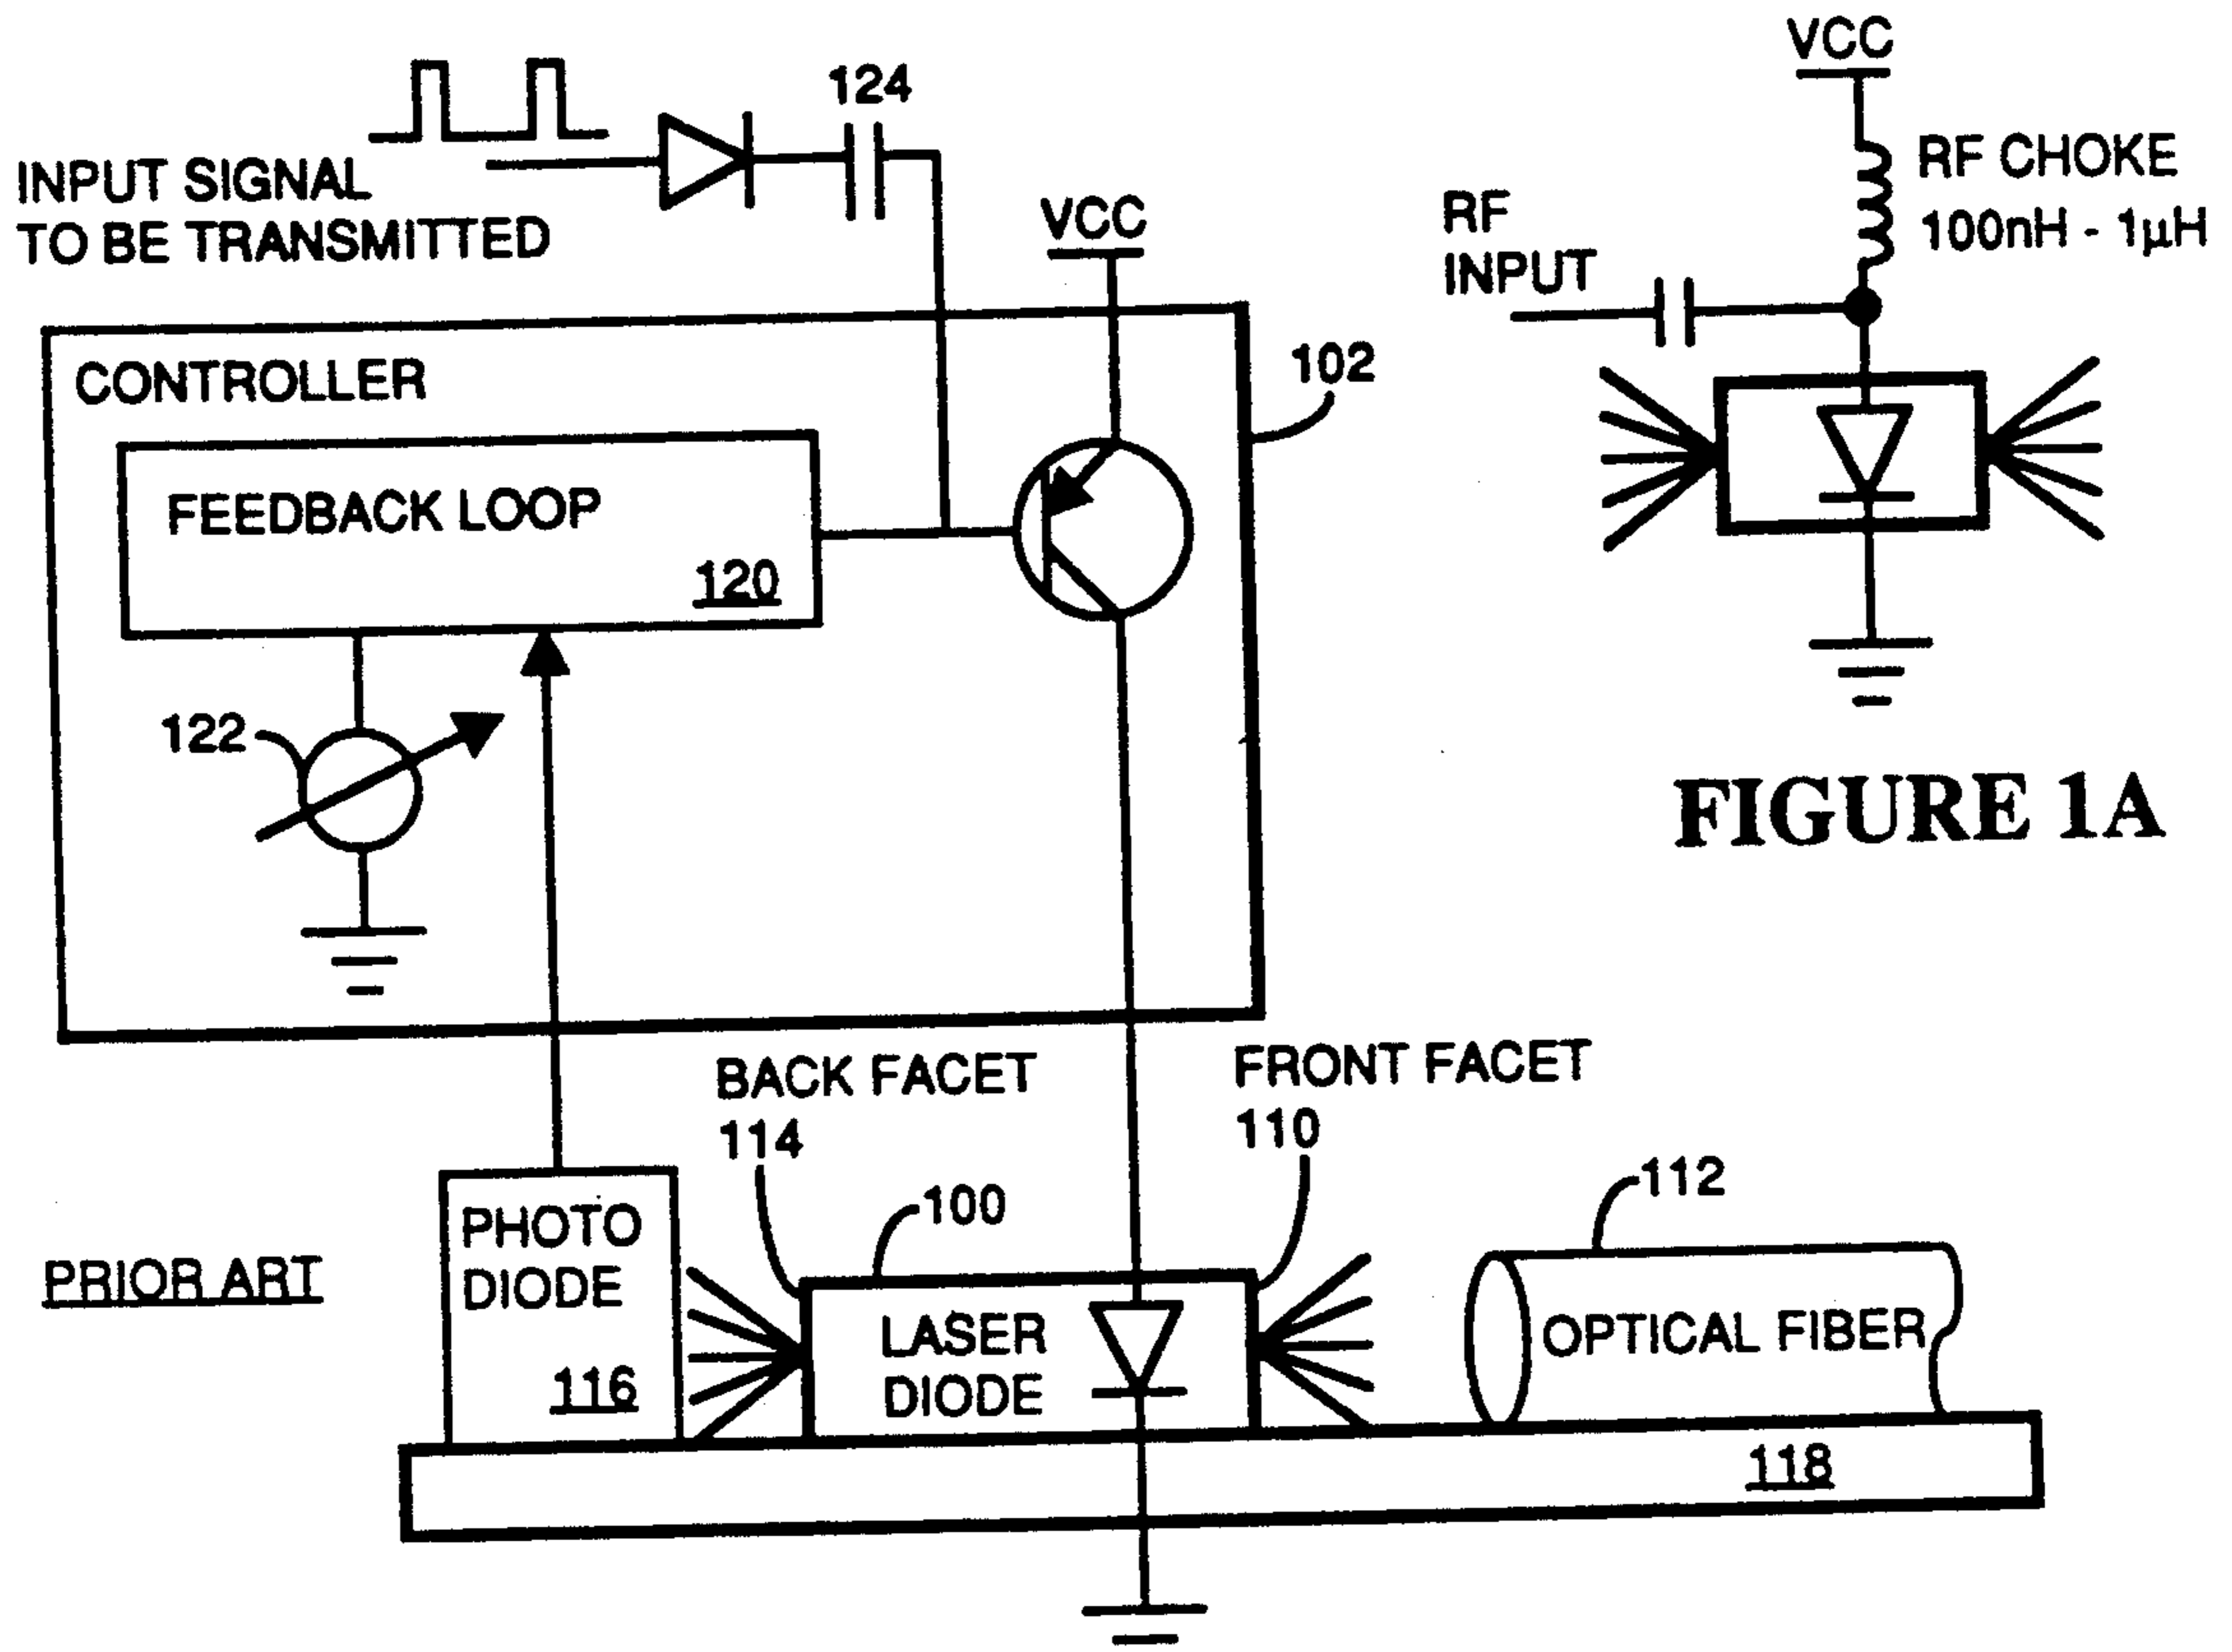 124
INPUT SIGNAL
TO BE TRANSMITTED
VCC
VCC
RF CHOKE
100nH - 1µH
RF
INPUT
CONTROLLER
102
FEEDBACK LOOP
120
122
FIGURE 1A
BACK FACET
114
FRONT FACET
110
PHOTO
DIODE
116
100
112
PRIOR ART
LASER
DIODE
OPTICAL FIBER
118